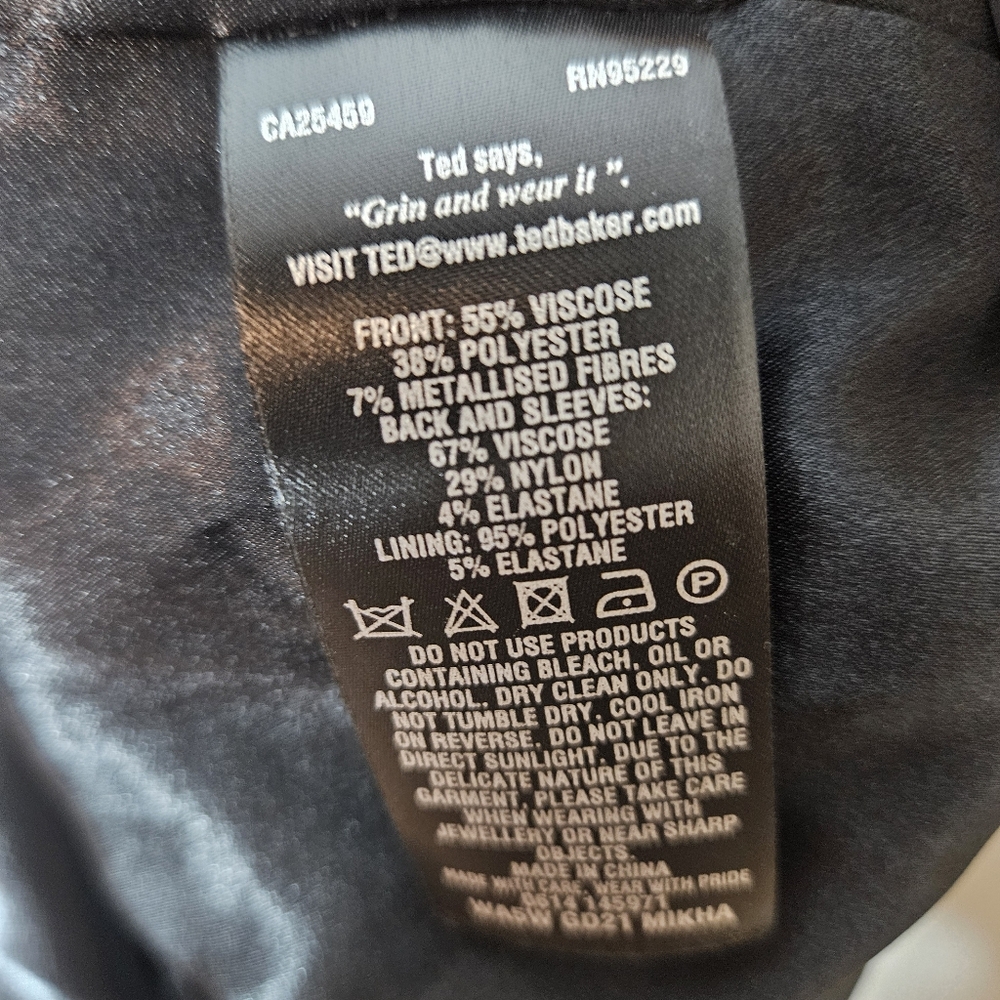 CA25459
RN95229
Ted says,
“Grin and wear it ”.
VISIT TED@www.tedbaker.com
FRONT: 55% VISCOSE
38% POLYESTER
7% METALLISED FIBRES
BACK AND SLEEVES:
67% VISCOSE
29% NYLON
4% ELASTANE
LINING: 95% POLYESTER
5% ELASTANE
P
DO NOT USE PRODUCTS
CONTAINING BLEACH, OIL OR
ALCOHOL. DRY CLEAN ONLY. DO
NOT TUMBLE DRY. COOL IRON
ON REVERSE. DO NOT LEAVE IN
DIRECT SUNLIGHT. DUE TO THE
DELICATE NATURE OF THIS
GARMENT, PLEASE TAKE CARE
WHEN WEARING WITH
JEWELLERY OR NEAR SHARP
OBJECTS.
MADE IN CHINA
MADE WITH CARE, WEAR WITH PRIDE
0614 145971
WA5W GD21 MIKHA